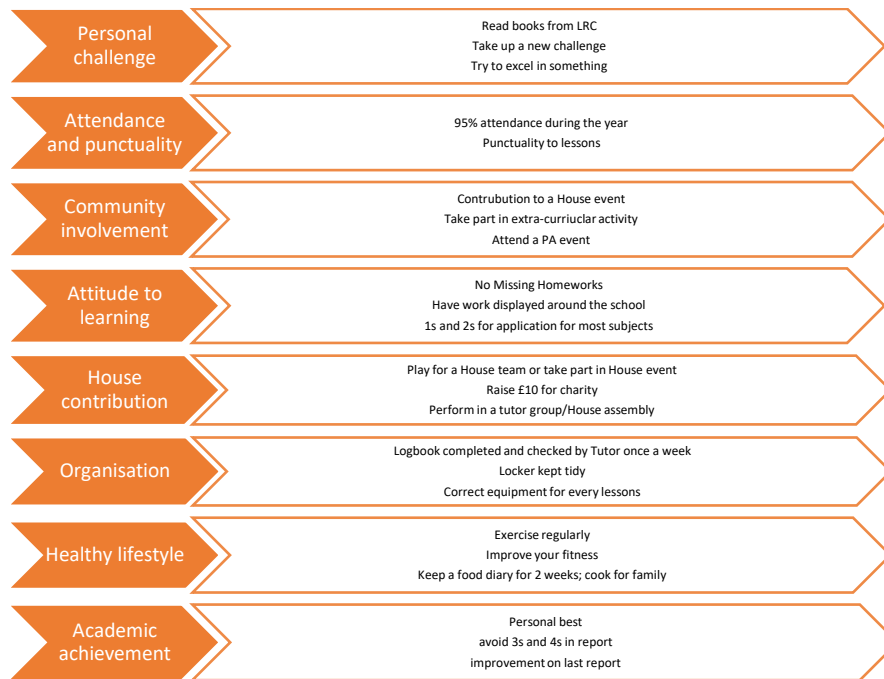 Personal
challenge
Read books from LRC
Take up a new challenge
Try to excel in something
Attendance
and punctuality
95% attendance during the year
Punctuality to lessons
Community
involvement
Contrubution to a House event
Take part in extra-curriuclar activity
Attend a PA event
Attitude to
learning
No Missing Homeworks
Have work displayed around the school
1s and 2s for application for most subjects
House
contribution
Play for a House team or take part in House event
Raise £10 for charity
Perform in a tutor group/House assembly
Organisation
Logbook completed and checked by Tutor once a week
Locker kept tidy
Correct equipment for every lessons
Healthy lifestyle
Exercise regularly
Improve your fitness
Keep a food diary for 2 weeks; cook for family
Academic
achievement
Personal best
avoid 3s and 4s in report
improvement on last report